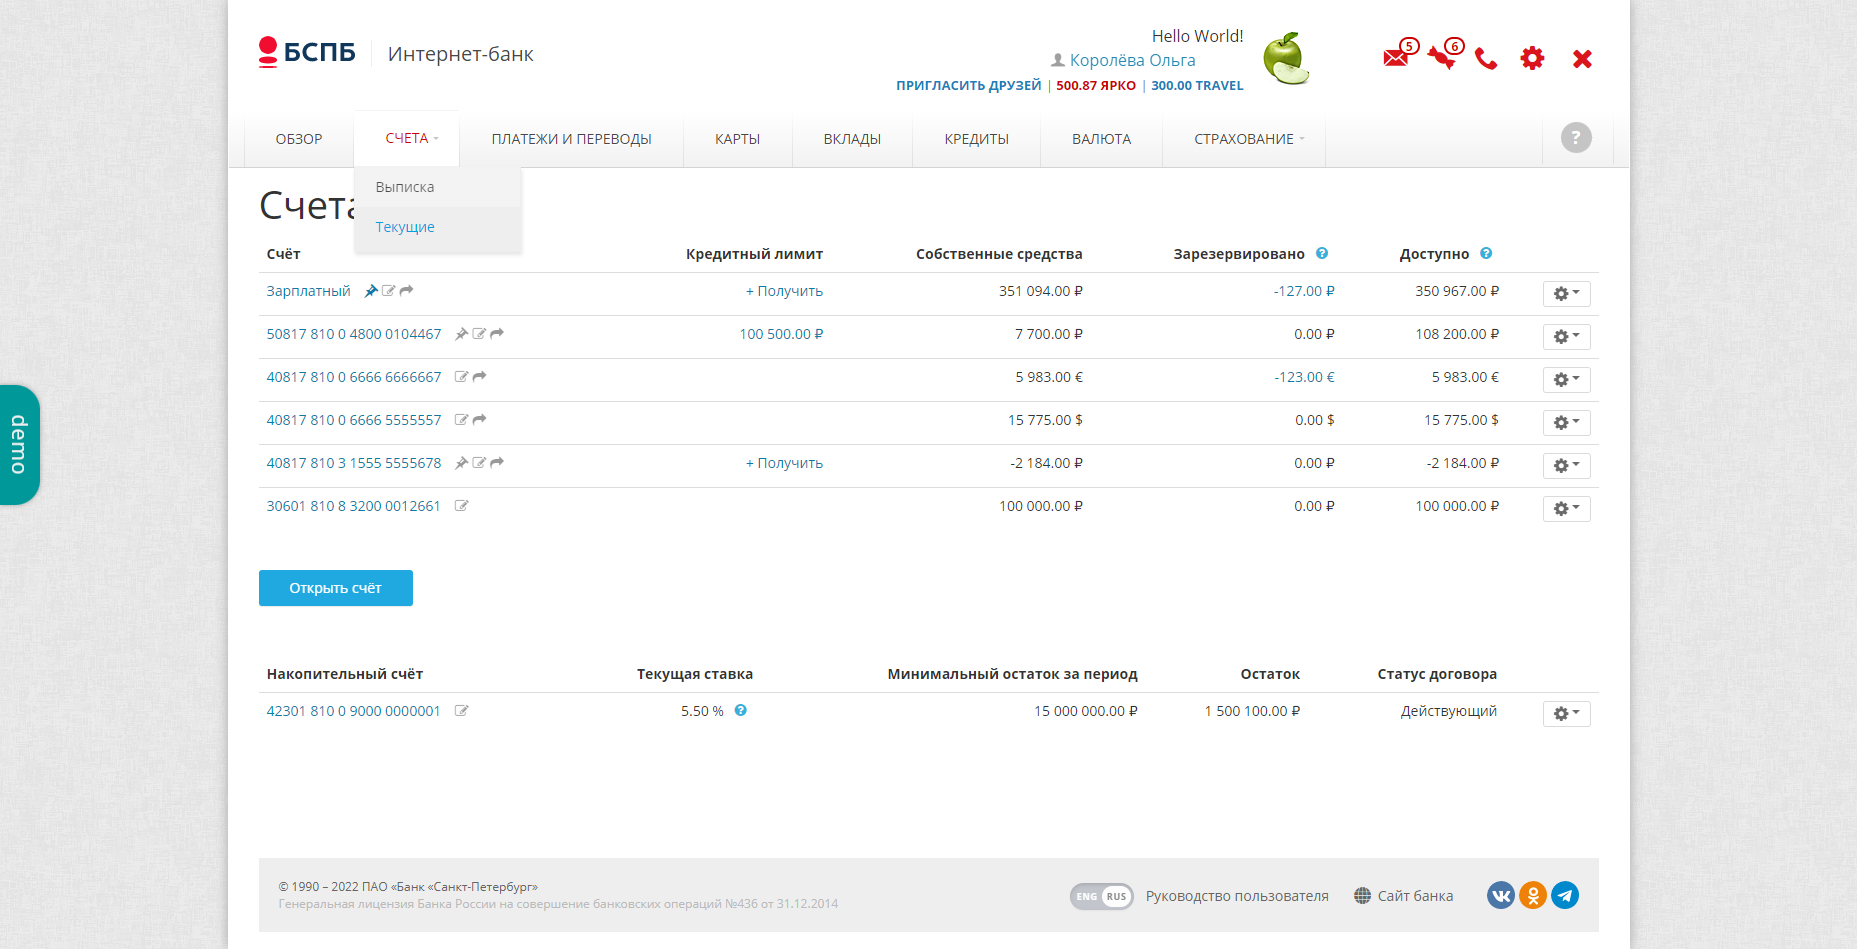 БСПБ Интернет-банк
Hello World!
Королёва Ольга
ПРИГЛАСИТЬ ДРУЗЕЙ | 500.87 ЯРКО | 300.00 TRAVEL
5 6
ОБЗОР СЧЕТА ПЛАТЕЖИ И ПЕРЕВОДЫ КАРТЫ ВКЛАДЫ КРЕДИТЫ ВАЛЮТА СТРАХОВАНИЕ ?
Выписка
Текущие
Счета
Счёт Кредитный лимит Собственные средства Зарезервировано ? Доступно ?
Зарплатный + Получить 351 094.00 ₽ -127.00 ₽ 350 967.00 ₽
50817 810 0 4800 0104467 100 500.00 ₽ 7 700.00 ₽ 0.00 ₽ 108 200.00 ₽
40817 810 0 6666 6666667 5 983.00 € -123.00 € 5 983.00 €
40817 810 0 6666 5555557 15 775.00 $ 0.00 $ 15 775.00 $
40817 810 3 1555 5555678 + Получить -2 184.00 ₽ 0.00 ₽ -2 184.00 ₽
30601 810 8 3200 0012661 100 000.00 ₽ 0.00 ₽ 100 000.00 ₽
demo
Открыть счёт
Накопительный счёт Текущая ставка Минимальный остаток за период Остаток Статус договора
42301 810 0 9000 0000001 5.50 % ? 15 000 000.00 ₽ 1 500 100.00 ₽ Действующий
© 1990 – 2022 ПАО «Банк «Санкт-Петербург»
Генеральная лицензия Банка России на совершение банковских операций №436 от 31.12.2014
ENG RUS Руководство пользователя Сайт банка